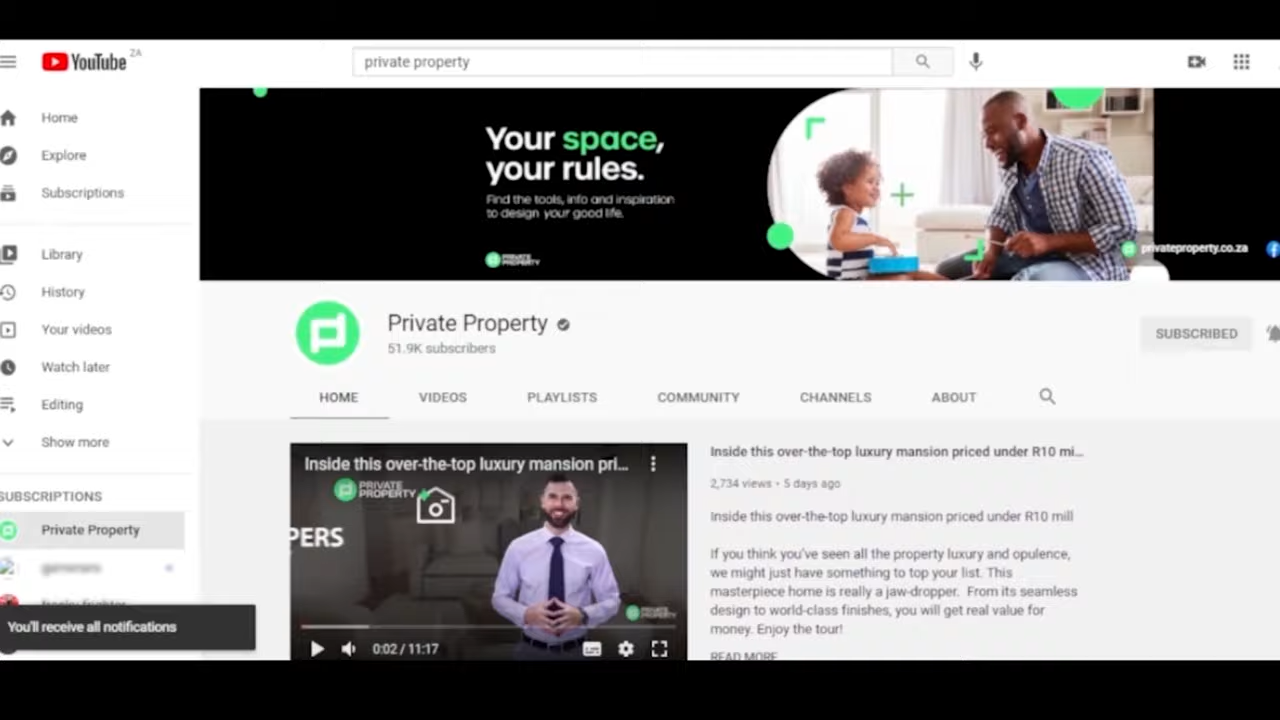 YouTube ZA
private property
Home
Explore
Subscriptions
Library
History
Your videos
Watch later
Editing
Show more
SUBSCRIPTIONS
Private Property
You'll receive all notifications
Your space,
your rules.
Find the tools, info and inspiration
to design your good life.
PRIVATE
PROPERTY
privateproperty.co.za
Private Property
51.9K subscribers
SUBSCRIBED
HOME VIDEOS PLAYLISTS COMMUNITY CHANNELS ABOUT
Inside this over-the-top luxury mansion pri...
PRIVATE
PROPERTY
PERS
PRIVATE
PROPERTY
0:02 / 11:17
Inside this over-the-top luxury mansion priced under R10 mi...
2,734 views • 5 days ago
Inside this over-the-top luxury mansion priced under R10 mill
If you think you've seen all the property luxury and opulence,
we might just have something to top your list. This
masterpiece home is really a jaw-dropper. From its seamless
design to world-class finishes, you will get real value for
money. Enjoy the tour!
READ MORE